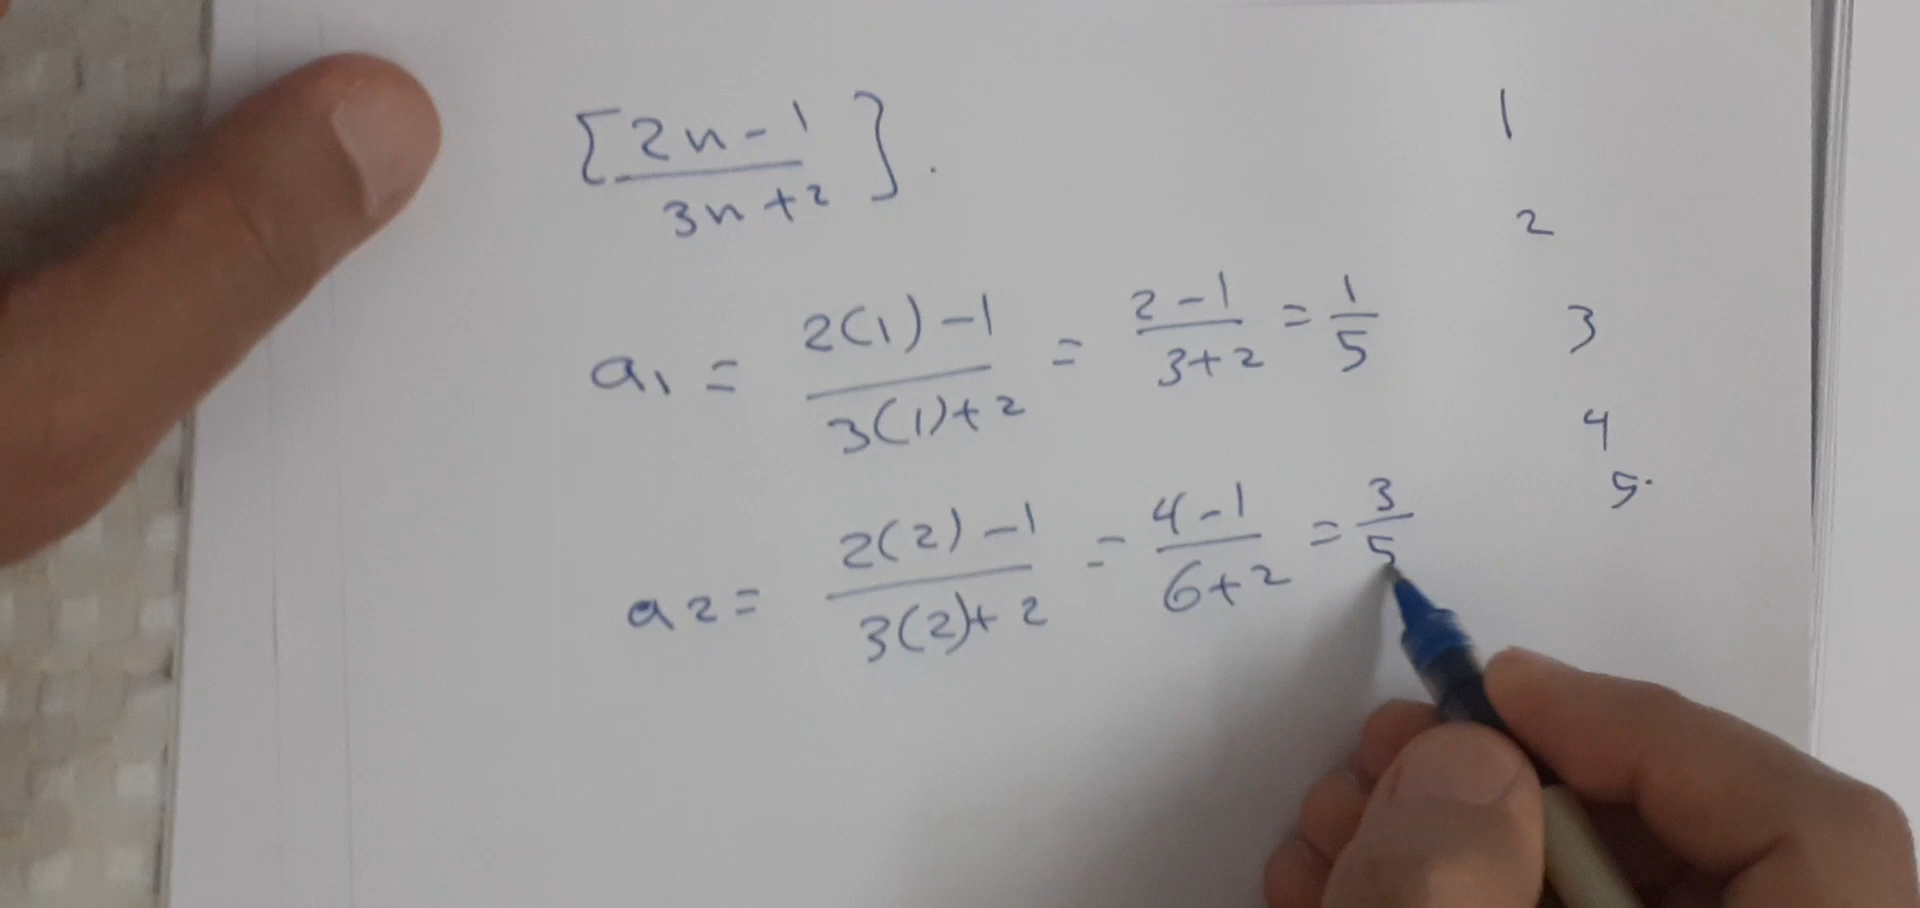 [2n-1 / 3n+2].
a1 = 2(1)-1 / 3(1)+2 = 2-1 / 3+2 = 1/5
a2 = 2(2)-1 / 3(2)+2 = 4-1 / 6+2 = 3/5
1
2
3
4
5.